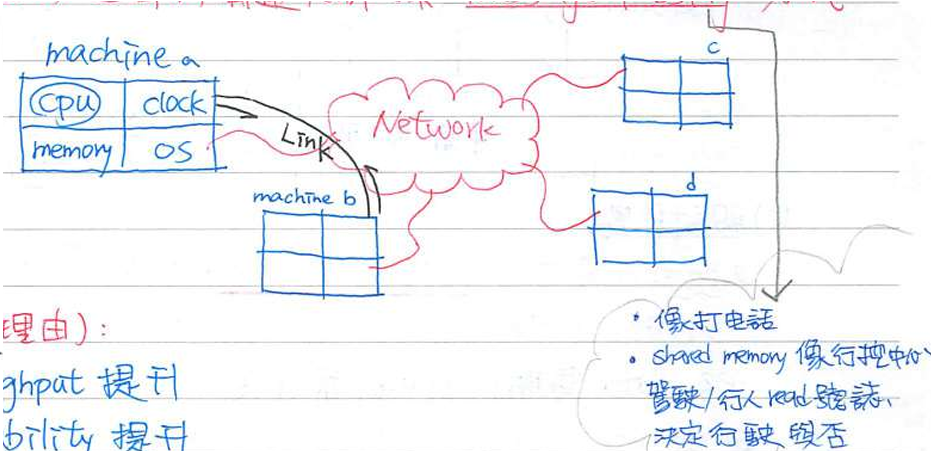 machine a
cpu clock
memory OS
Link
Network
machine b
c
d
理由):
ghput 提升
bility 提升
• 像打电話
• shared memory 像行控中心
駕駛/行人 read 號誌、
決定行駛與否